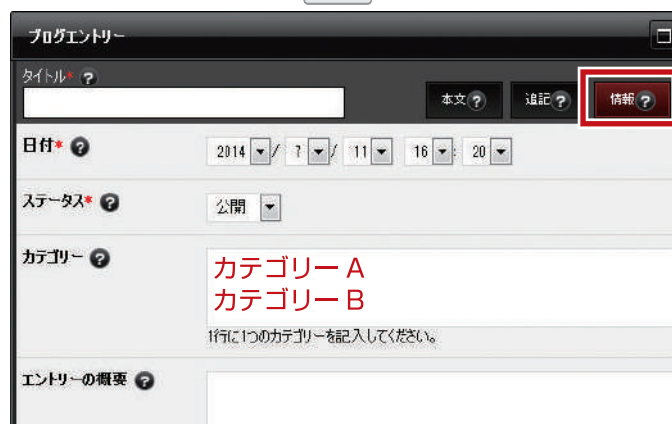 ブログエントリー
タイトル* ?
本文 ? 追記 ? 情報 ?
日付* ? 2014 / 7 / 11 16 : 20
ステータス* ? 公開
カテゴリー ?
カテゴリー A
カテゴリー B
1行に1つのカテゴリーを記入してください。
エントリーの概要 ?